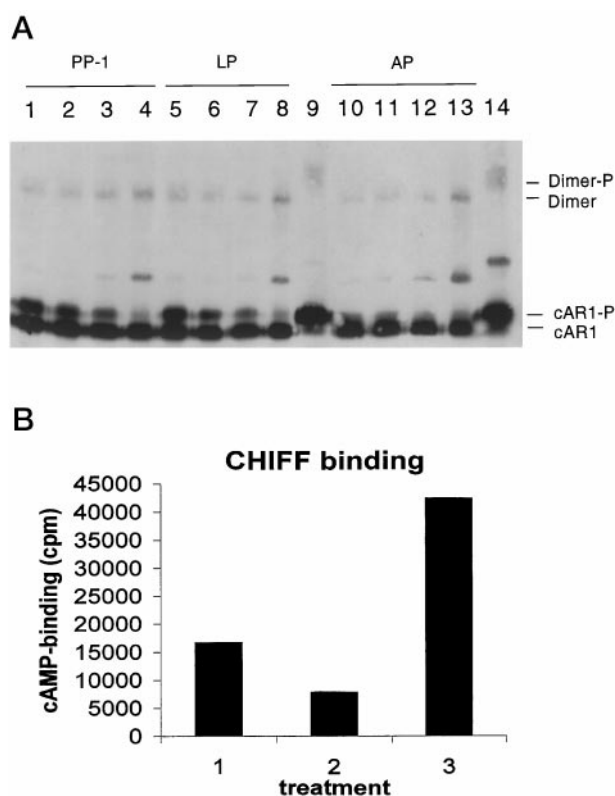 A
PP-1 LP AP
1 2 3 4 5 6 7 8 9 10 11 12 13 14
Dimer-P
Dimer
cAR1-P
cAR1
B
CHIFF binding
cAMP-binding (cpm)
45000
40000
35000
30000
25000
20000
15000
10000
5000
0
1 2 3
treatment